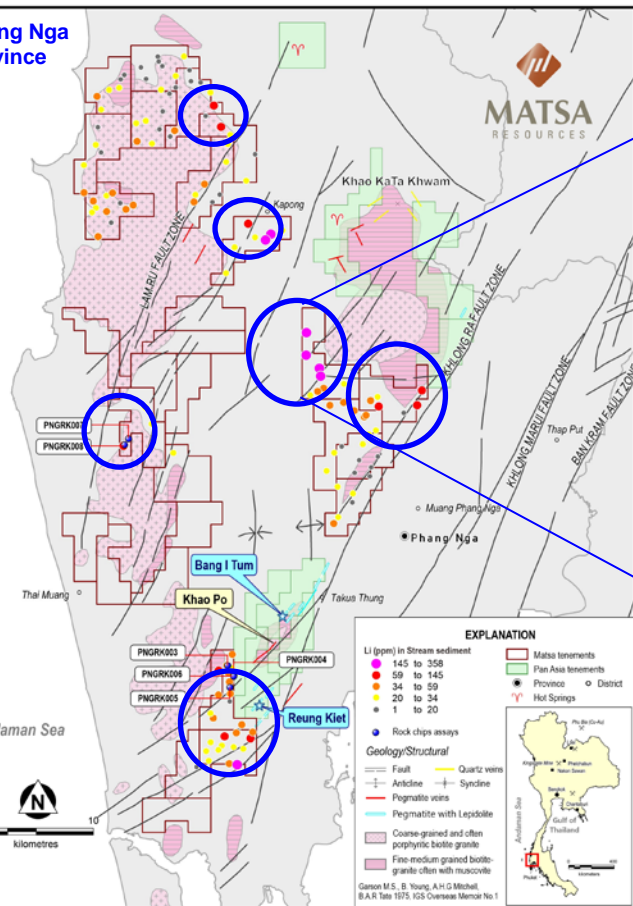 ng Nga
vince
MATSA
RESOURCES
Khao KaTa Khwam
Kapong
LAM RU FAULT ZONE
KHLONG RA FAULT ZONE
KHLONG MARUI FAULT ZONE
BAN KRAM FAULT ZONE
PNGRK007
PNGRK008
Thap Put
Muang Phang Nga
Phang Nga
Bang I Tum
Thai Muang
Khao Po
Takua Thung
PNGRK003
PNGRK004
PNGRK006
PNGRK005
Reung Kiet
daman Sea
N
10
kilometres
EXPLANATION
Li (ppm) in Stream sediment
145 to 358
59 to 145
34 to 59
20 to 34
1 to 20
Rock chips assays
Matsa tenements
Pan Asia tenements
Province
District
Hot Springs
Geology/Structural
Fault
Quartz veins
Anticline
Syncline
Pegmatite veins
Pegmatite with Lepidolite
Coarse-grained and often
porphyritic biotite granite
Fine-medium grained biotite-
granite often with muscovite
Garson M.S., B. Young, A.H.G Mitchell,
B.A.R Tate 1975, IGS Overseas Memoir No.1
Andaman Sea
Gulf of
Thailand
Phuket
0
400
kilometres